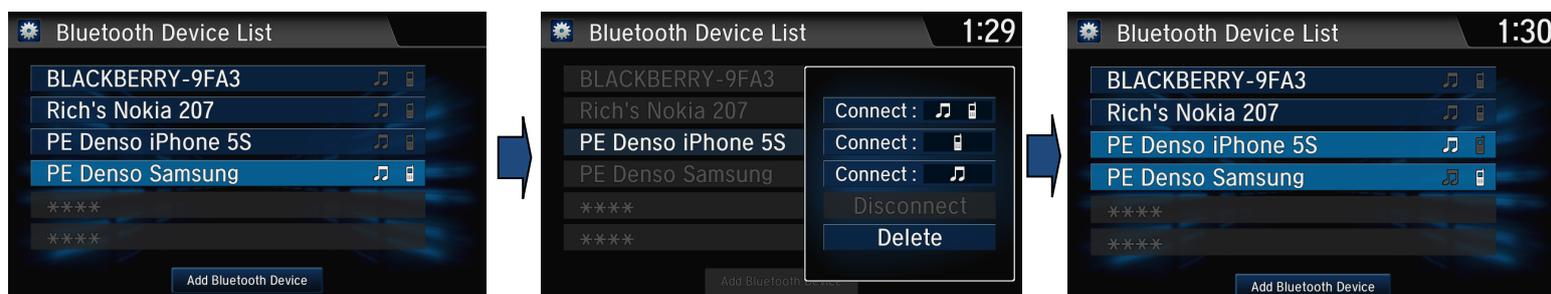 Bluetooth Device List
BLACKBERRY-9FA3
Rich's Nokia 207
PE Denso iPhone 5S
PE Denso Samsung
****
****
Add Bluetooth Device
Bluetooth Device List 1:29
BLACKBERRY-9FA3
Rich's Nokia 207
PE Denso iPhone 5S
PE Denso Samsung
****
****
Add Bluetooth Device
Connect :
Connect :
Connect :
Disconnect
Delete
Bluetooth Device List 1:30
BLACKBERRY-9FA3
Rich's Nokia 207
PE Denso iPhone 5S
PE Denso Samsung
****
****
Add Bluetooth Device